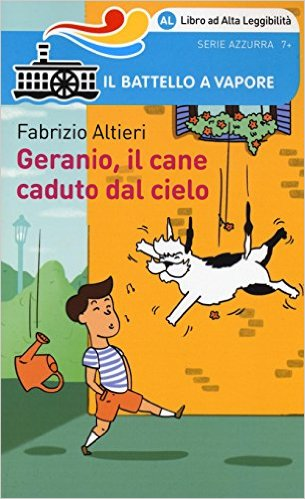 AL Libro ad Alta Leggibilità
SERIE AZZURRA 7+
IL BATTELLO A VAPORE
Fabrizio Altieri
Geranio, il cane
caduto dal cielo